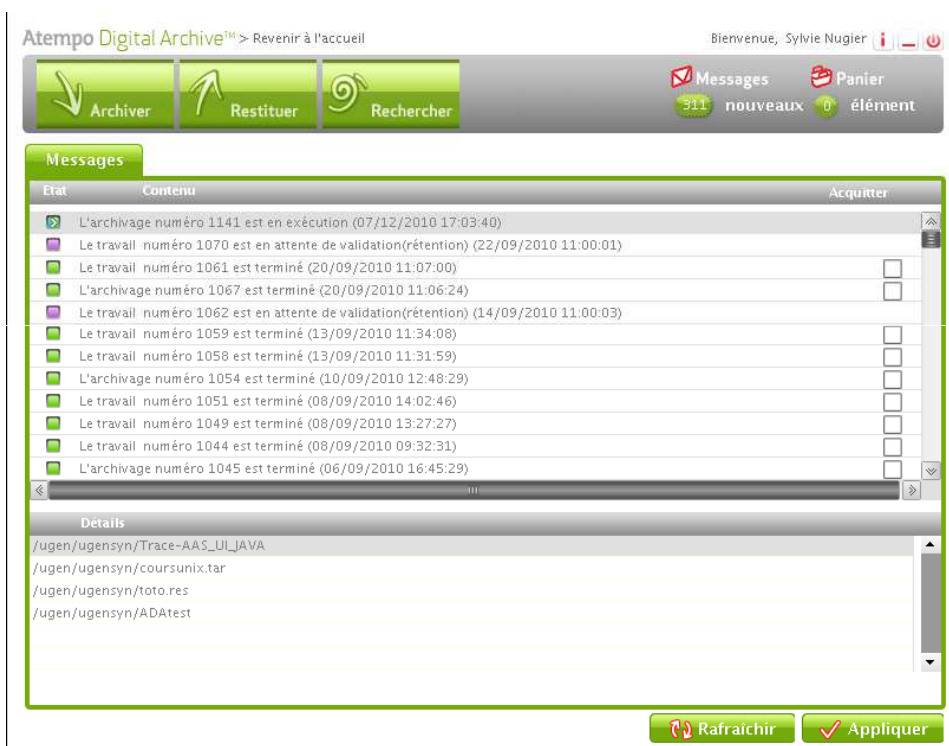 Atempo Digital Archive™ > Revenir à l'accueil
Bienvenue, Sylvie Nugier
Archiver
Restituer
Rechercher
Messages
311 nouveaux
Panier
0 élément
Messages
Etat Contenu Acquitter
L'archivage numéro 1141 est en exécution (07/12/2010 17:03:40)
Le travail numéro 1070 est en attente de validation(rétention) (22/09/2010 11:00:01)
Le travail numéro 1061 est terminé (20/09/2010 11:07:00)
L'archivage numéro 1067 est terminé (20/09/2010 11:06:24)
Le travail numéro 1062 est en attente de validation(rétention) (14/09/2010 11:00:03)
Le travail numéro 1059 est terminé (13/09/2010 11:34:08)
Le travail numéro 1058 est terminé (13/09/2010 11:31:59)
L'archivage numéro 1054 est terminé (10/09/2010 12:48:29)
Le travail numéro 1051 est terminé (08/09/2010 14:02:46)
Le travail numéro 1049 est terminé (08/09/2010 13:27:27)
Le travail numéro 1044 est terminé (08/09/2010 09:32:31)
L'archivage numéro 1045 est terminé (06/09/2010 16:45:29)
Détails
/ugen/ugensyn/Trace-AAS_UI_JAVA
/ugen/ugensyn/coursunix.tar
/ugen/ugensyn/toto.res
/ugen/ugensyn/ADAtest
Rafraîchir
Appliquer